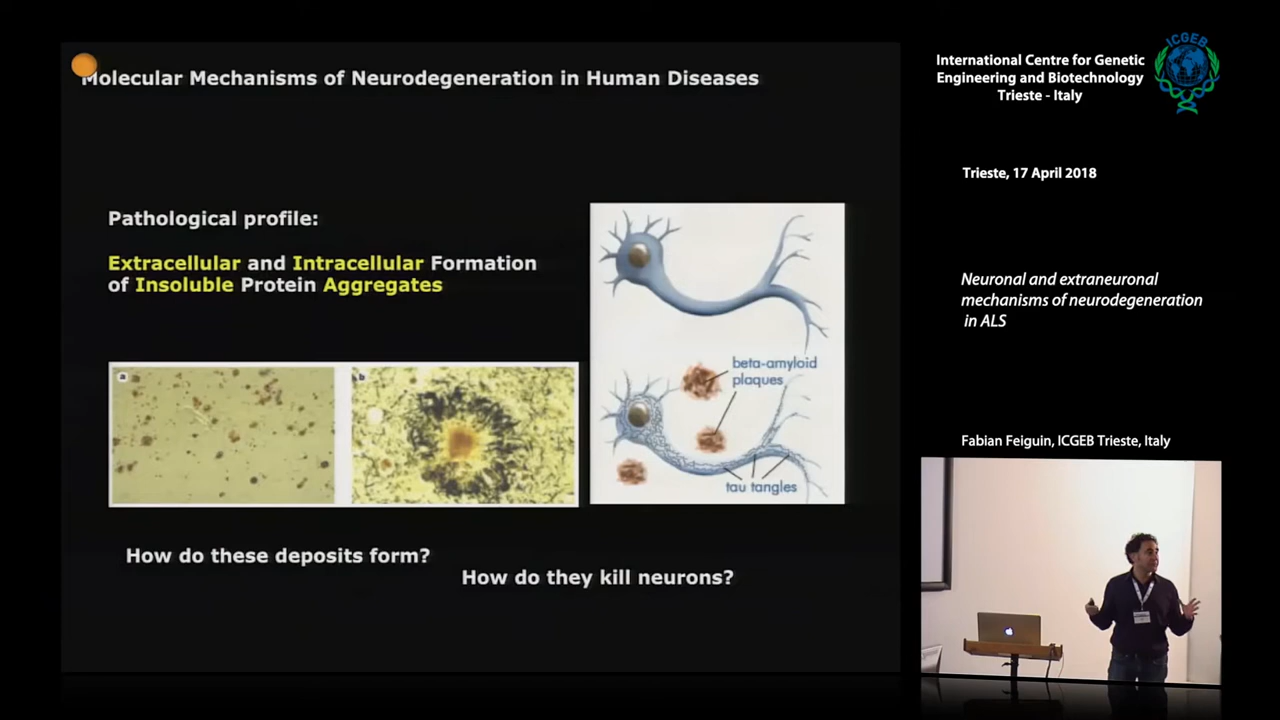 Molecular Mechanisms of Neurodegeneration in Human Diseases
Pathological profile:
Extracellular and Intracellular Formation
of Insoluble Protein Aggregates
a
b
beta-amyloid
plaques
tau tangles
How do these deposits form?
How do they kill neurons?
International Centre for Genetic
Engineering and Biotechnology
Trieste - Italy
ICGEB
Trieste, 17 April 2018
Neuronal and extraneuronal
mechanisms of neurodegeneration
in ALS
Fabian Feiguin, ICGEB Trieste, Italy